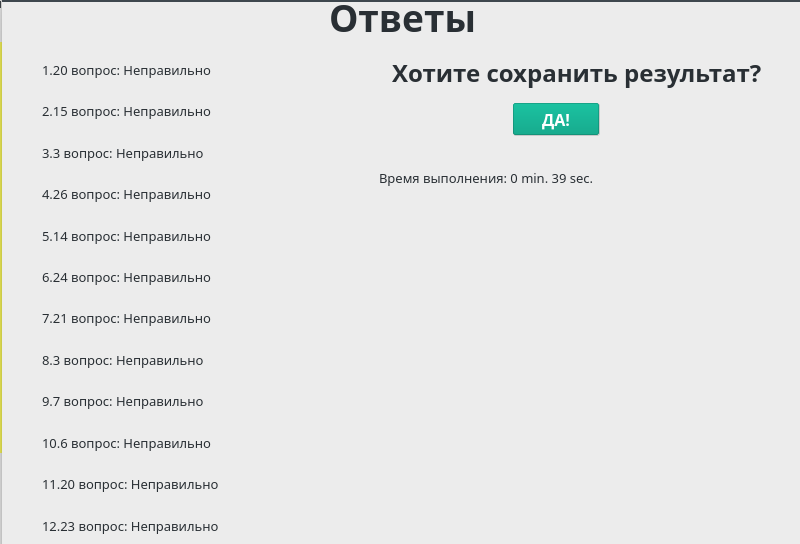 Ответы
1.20 вопрос: Неправильно
2.15 вопрос: Неправильно
3.3 вопрос: Неправильно
4.26 вопрос: Неправильно
5.14 вопрос: Неправильно
6.24 вопрос: Неправильно
7.21 вопрос: Неправильно
8.3 вопрос: Неправильно
9.7 вопрос: Неправильно
10.6 вопрос: Неправильно
11.20 вопрос: Неправильно
12.23 вопрос: Неправильно
Хотите сохранить результат?
ДА!
Время выполнения: 0 min. 39 sec.